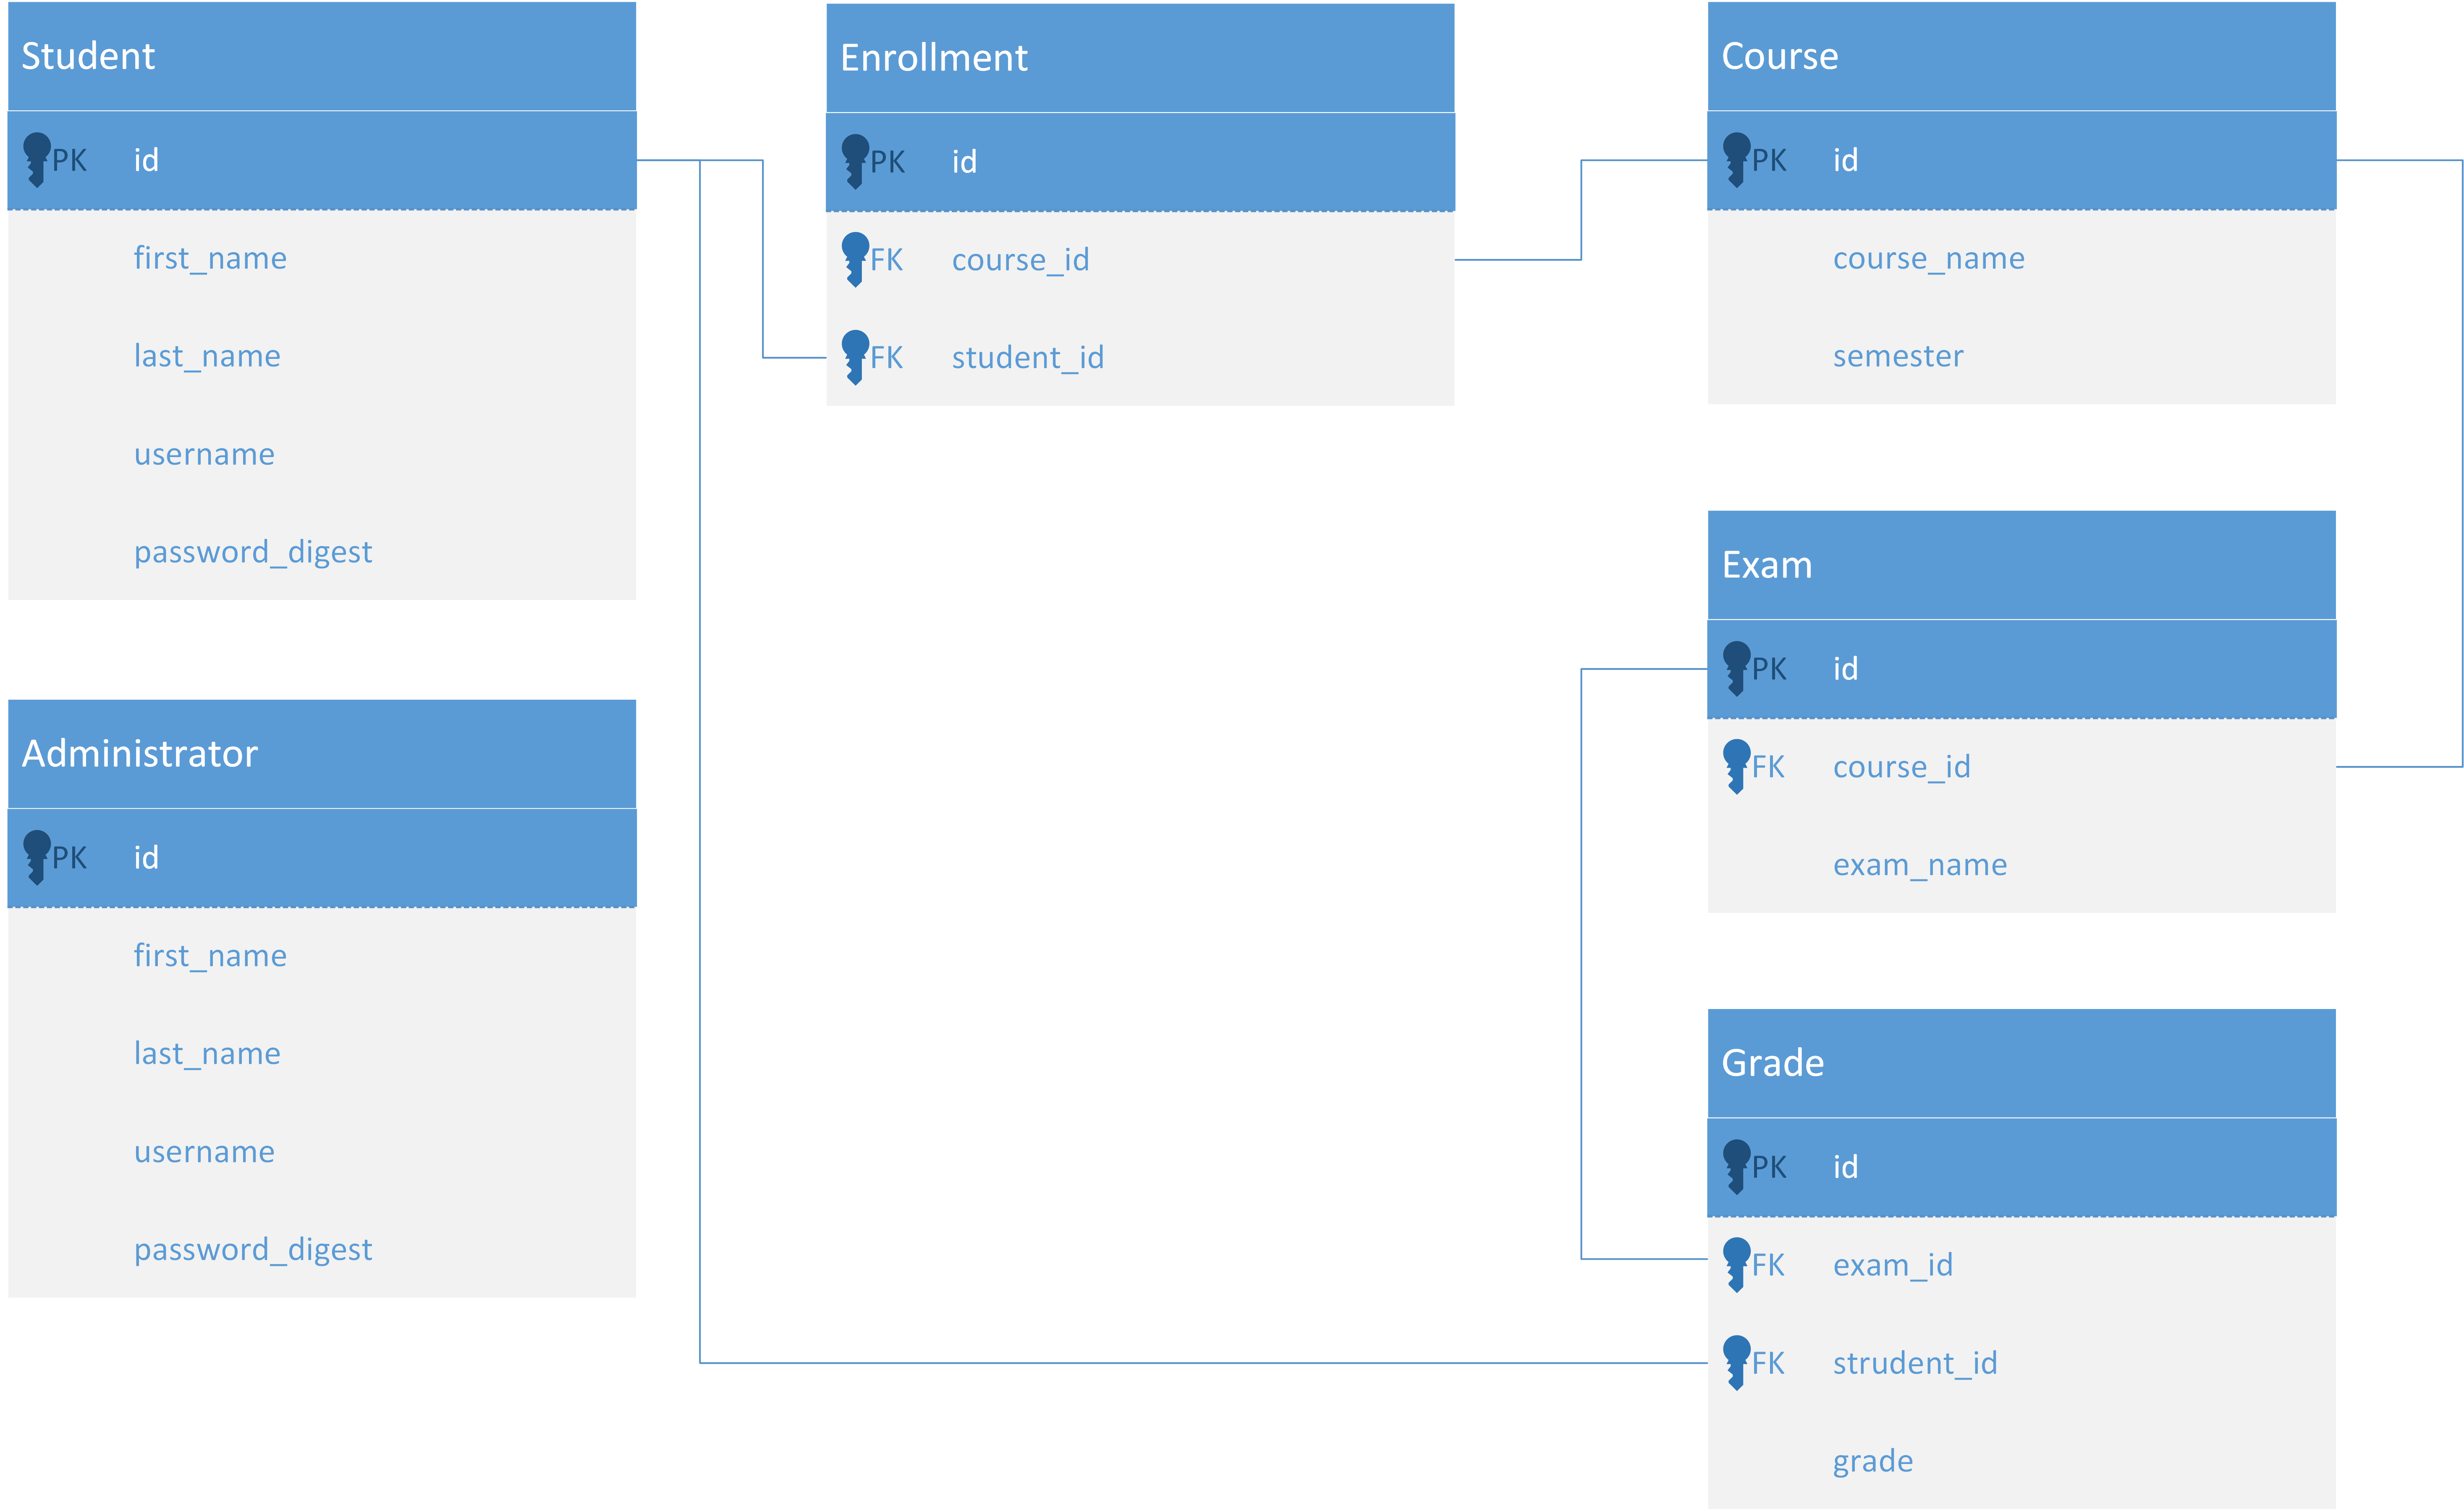 Student
PK id
first_name
last_name
username
password_digest
Enrollment
PK id
FK course_id
FK student_id
Course
PK id
course_name
semester
Administrator
PK id
first_name
last_name
username
password_digest
Exam
PK id
FK course_id
exam_name
Grade
PK id
FK exam_id
FK strudent_id
grade